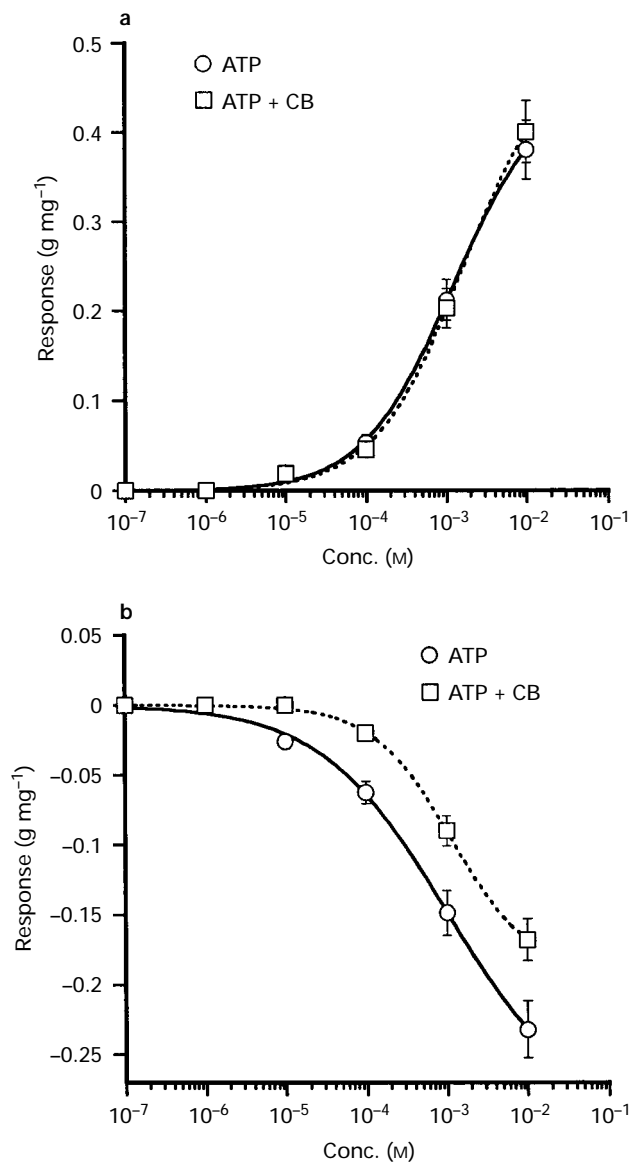 a
0.5
ATP
ATP + CB
0.4
0.3
0.2
0.1
0
Response (g mg⁻¹)
10⁻⁷ 10⁻⁶ 10⁻⁵ 10⁻⁴ 10⁻³ 10⁻² 10⁻¹
Conc. (M)
b
0.05
ATP
ATP + CB
0
−0.05
−0.1
−0.15
−0.2
−0.25
Response (g mg⁻¹)
10⁻⁷ 10⁻⁶ 10⁻⁵ 10⁻⁴ 10⁻³ 10⁻² 10⁻¹
Conc. (M)